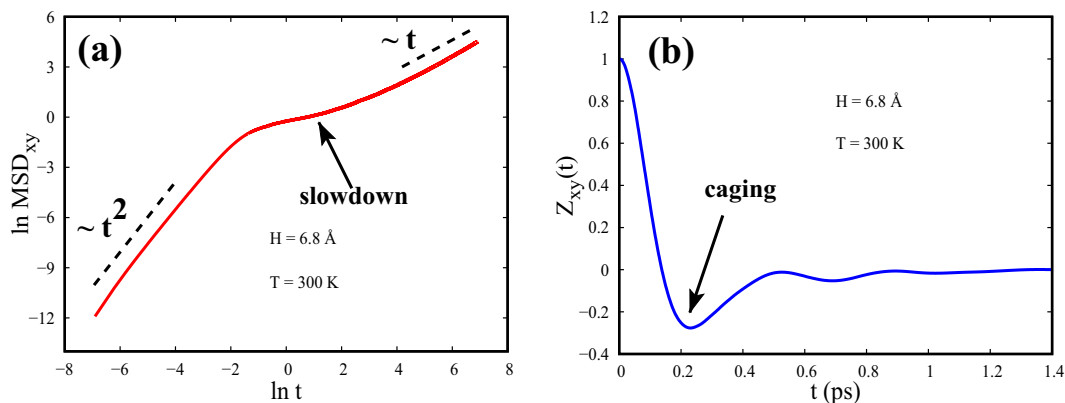 (a)
~ t
slowdown
~ t²
H = 6.8 Å
T = 300 K
ln MSDxy
6
3
0
−3
−6
−9
−12
−8
−6
−4
−2
0
2
4
6
8
ln t
(b)
H = 6.8 Å
T = 300 K
caging
Zxy(t)
1.2
1
0.8
0.6
0.4
0.2
0
−0.2
−0.4
0
0.2
0.4
0.6
0.8
1
1.2
1.4
t (ps)